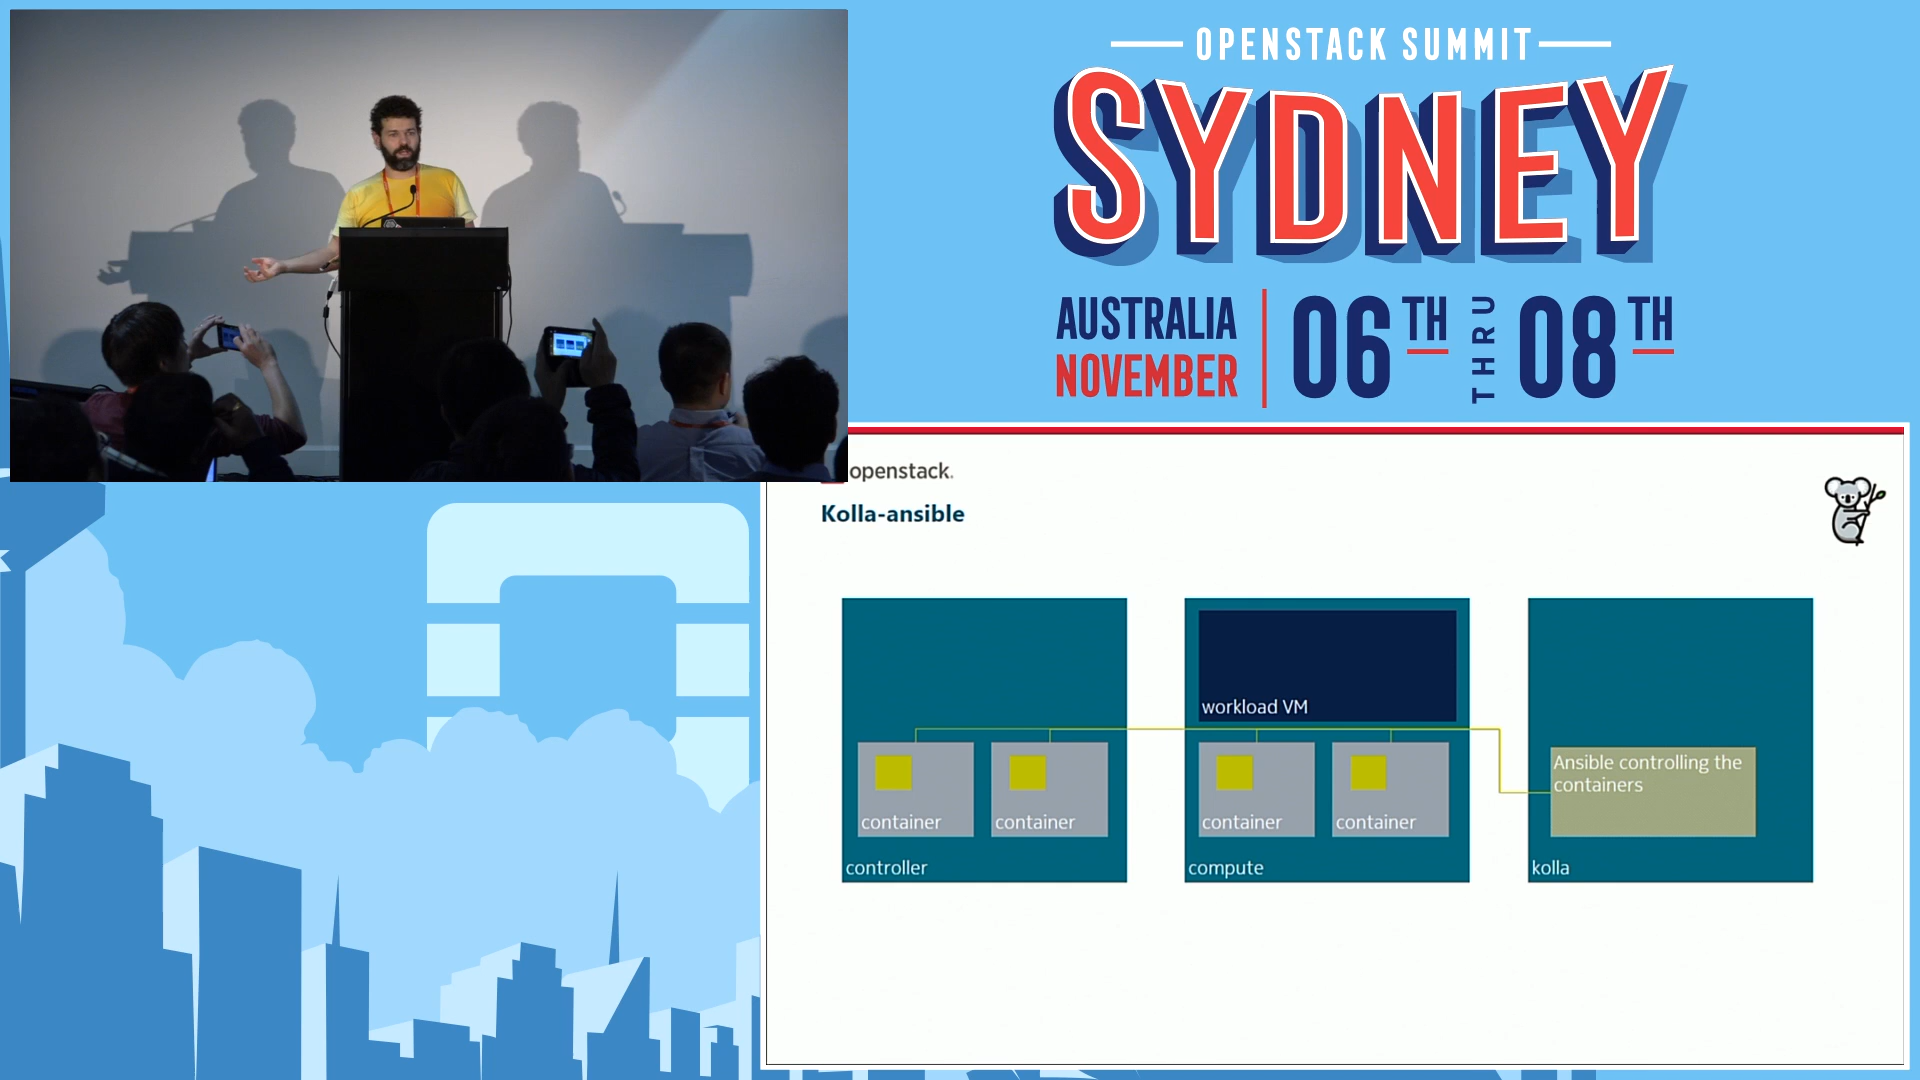 OPENSTACK SUMMIT
SYDNEY
AUSTRALIA
NOVEMBER
06TH THRU 08TH
openstack.
Kolla-ansible
workload VM
container
container
controller
container
container
compute
Ansible controlling the
containers
kolla